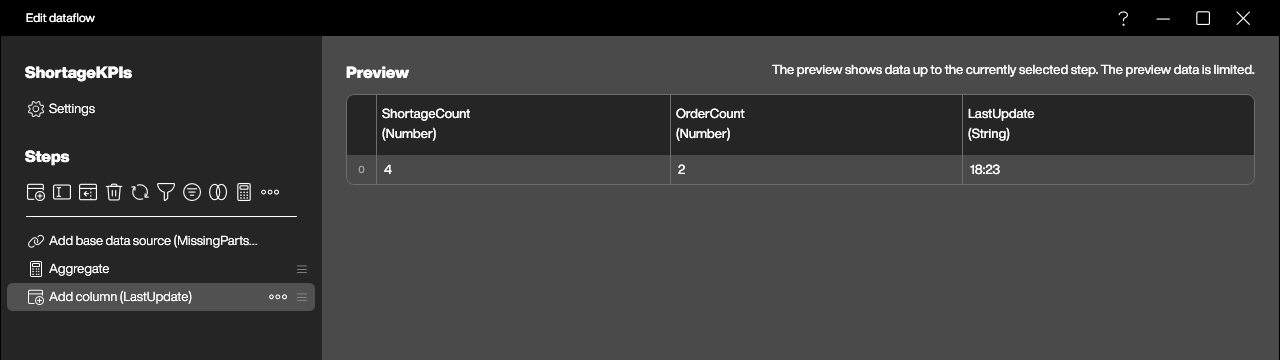 Edit dataflow
ShortageKPIs
Settings
Steps
Add base data source (MissingParts...
Aggregate
Add column (LastUpdate)
Preview
The preview shows data up to the currently selected step. The preview data is limited.
ShortageCount
(Number)
OrderCount
(Number)
LastUpdate
(String)
0
4
2
18:23